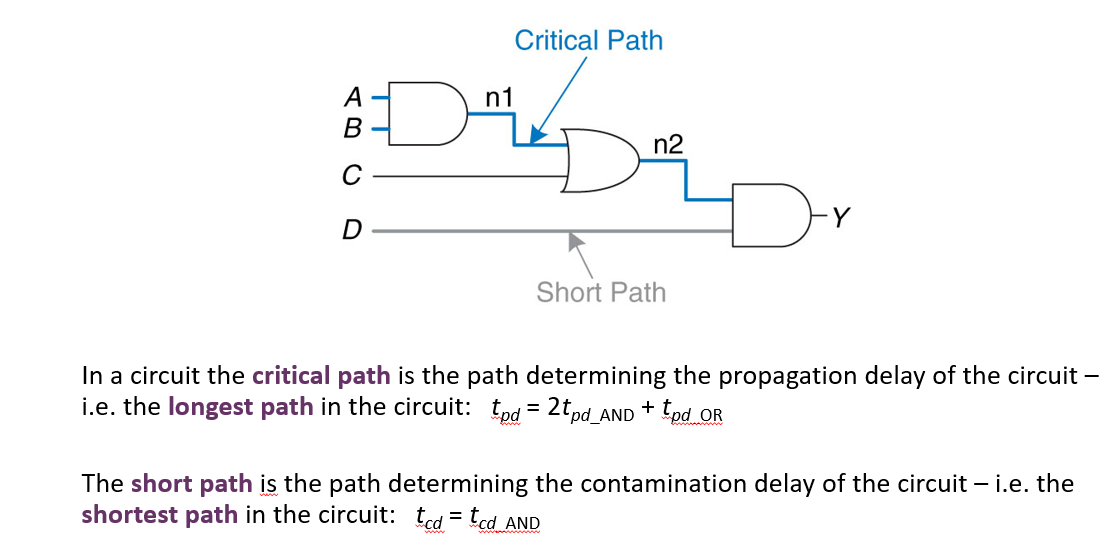 Critical Path
A
n1
B
n2
C
Y
D
Short Path
In a circuit the critical path is the path determining the propagation delay of the circuit –
i.e. the longest path in the circuit: tpd = 2tpd_AND + tpd_OR
The short path is the path determining the contamination delay of the circuit – i.e. the
shortest path in the circuit: tcd = tcd_AND